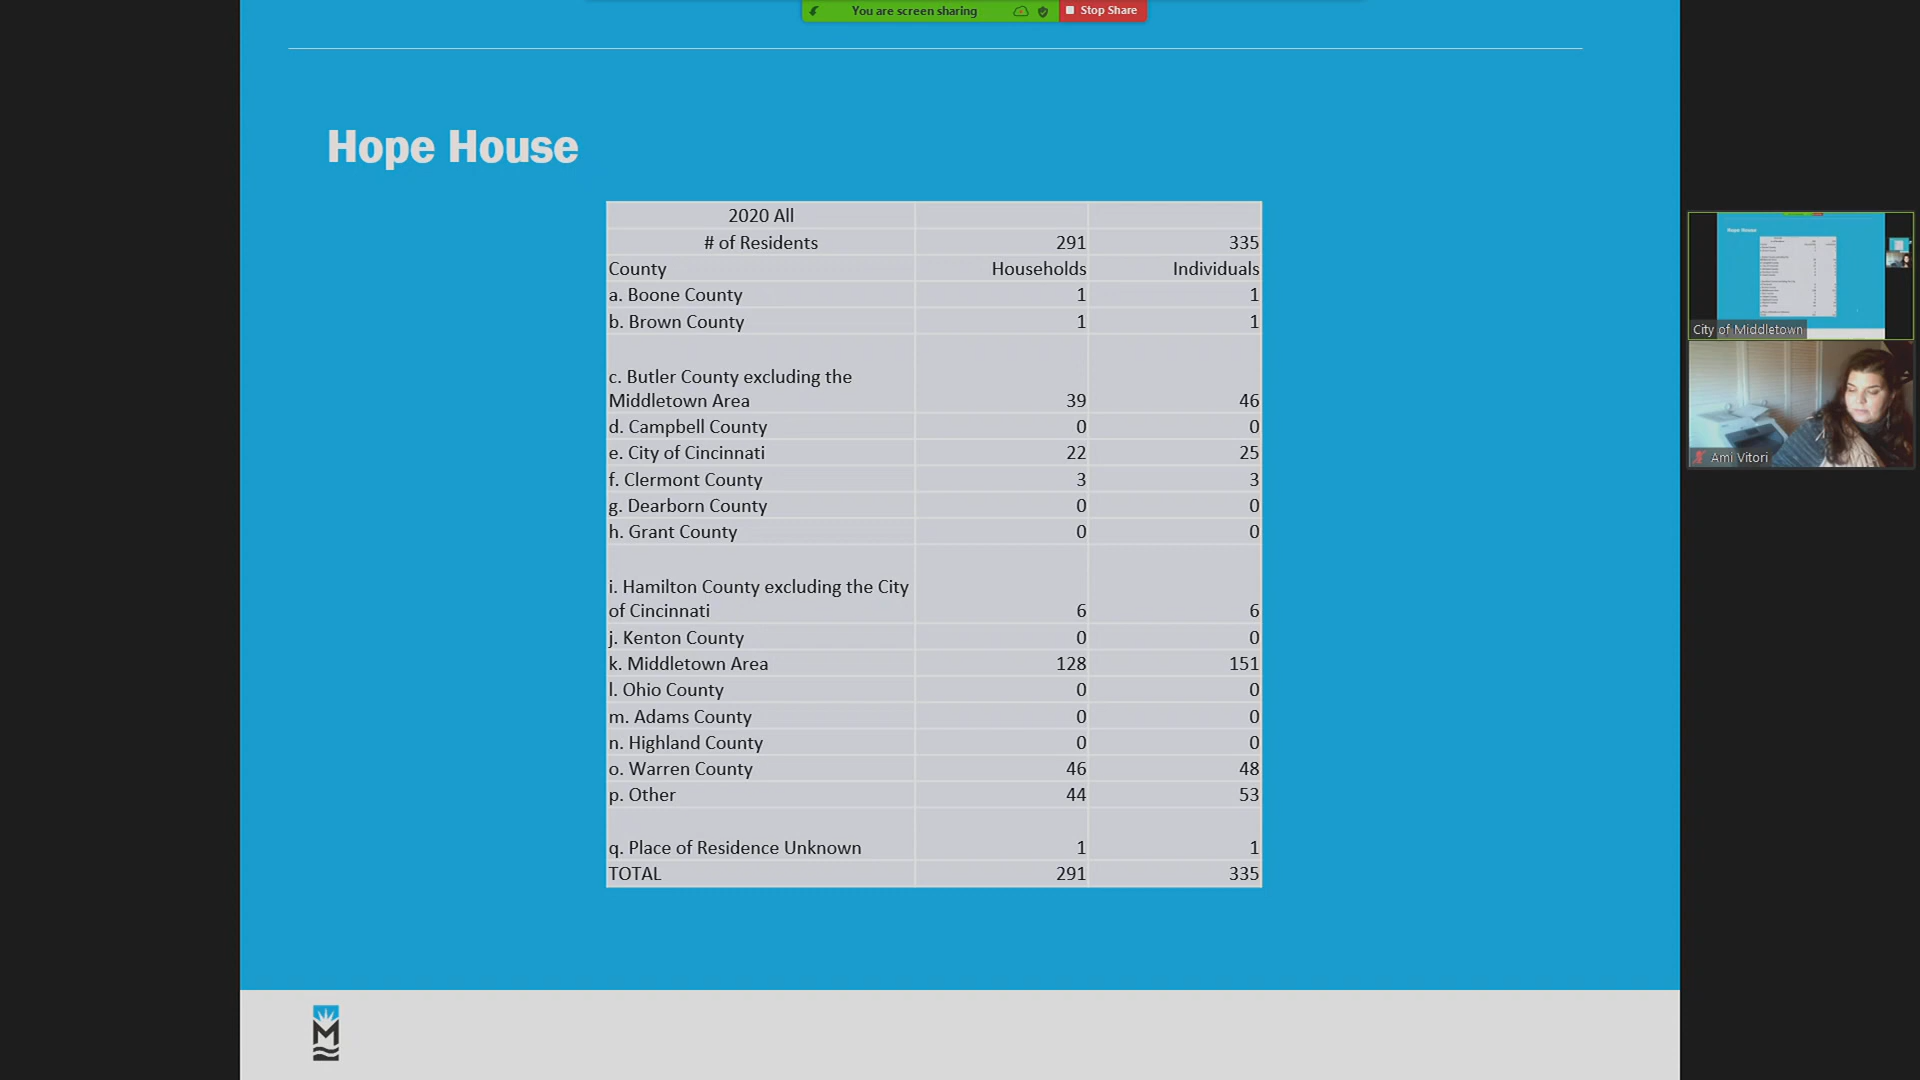 You are screen sharing
Stop Share
Hope House
2020 All
# of Residents 291 335
County Households Individuals
a. Boone County 1 1
b. Brown County 1 1
c. Butler County excluding the
Middletown Area 39 46
d. Campbell County 0 0
e. City of Cincinnati 22 25
f. Clermont County 3 3
g. Dearborn County 0 0
h. Grant County 0 0
i. Hamilton County excluding the City
of Cincinnati 6 6
j. Kenton County 0 0
k. Middletown Area 128 151
l. Ohio County 0 0
m. Adams County 0 0
n. Highland County 0 0
o. Warren County 46 48
p. Other 44 53
q. Place of Residence Unknown 1 1
TOTAL 291 335
M
Hope House
City of Middletown
Ami Vitori